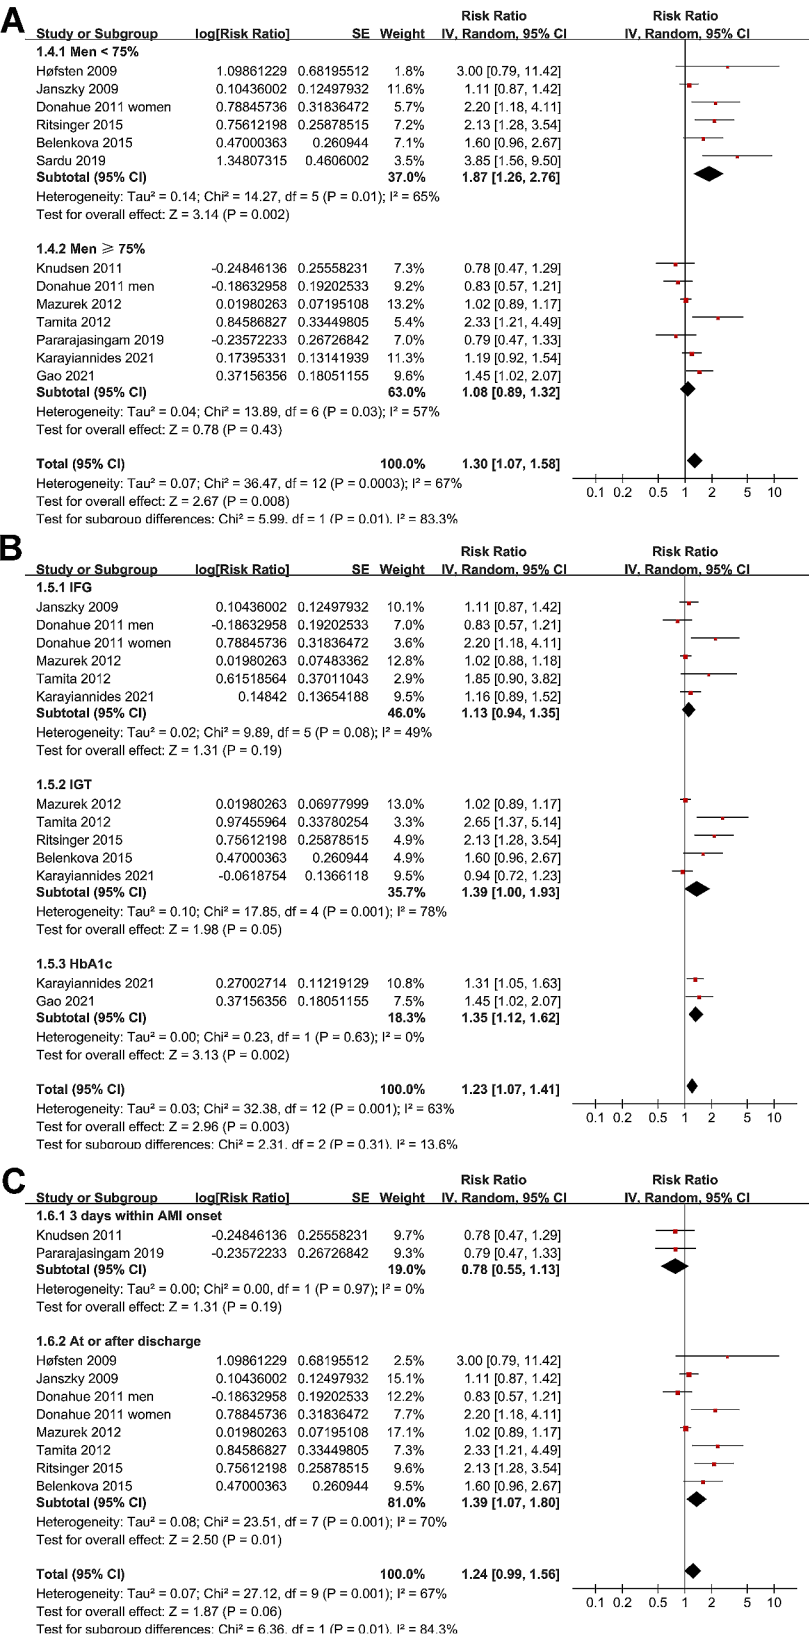 A
Risk Ratio Risk Ratio
Study or Subgroup log[Risk Ratio] SE Weight IV, Random, 95% CI IV, Random, 95% CI
1.4.1 Men < 75%
Høfsten 2009 1.09861229 0.68195512 1.8% 3.00 [0.79, 11.42]
Janszky 2009 0.10436002 0.12497932 11.6% 1.11 [0.87, 1.42]
Donahue 2011 women 0.78845736 0.31836472 5.7% 2.20 [1.18, 4.11]
Ritsinger 2015 0.75612198 0.25878515 7.2% 2.13 [1.28, 3.54]
Belenkova 2015 0.47000363 0.260944 7.1% 1.60 [0.96, 2.67]
Sardu 2019 1.34807315 0.4606002 3.5% 3.85 [1.56, 9.50]
Subtotal (95% CI) 37.0% 1.87 [1.26, 2.76]
Heterogeneity: Tau² = 0.14; Chi² = 14.27, df = 5 (P = 0.01); I² = 65%
Test for overall effect: Z = 3.14 (P = 0.002)
1.4.2 Men ⩾ 75%
Knudsen 2011 -0.24846136 0.25558231 7.3% 0.78 [0.47, 1.29]
Donahue 2011 men -0.18632958 0.19202533 9.2% 0.83 [0.57, 1.21]
Mazurek 2012 0.01980263 0.07195108 13.2% 1.02 [0.89, 1.17]
Tamita 2012 0.84586827 0.33449805 5.4% 2.33 [1.21, 4.49]
Pararajasingam 2019 -0.23572233 0.26726842 7.0% 0.79 [0.47, 1.33]
Karayiannides 2021 0.17395331 0.13141939 11.3% 1.19 [0.92, 1.54]
Gao 2021 0.37156356 0.18051155 9.6% 1.45 [1.02, 2.07]
Subtotal (95% CI) 63.0% 1.08 [0.89, 1.32]
Heterogeneity: Tau² = 0.04; Chi² = 13.89, df = 6 (P = 0.03); I² = 57%
Test for overall effect: Z = 0.78 (P = 0.43)
Total (95% CI) 100.0% 1.30 [1.07, 1.58]
Heterogeneity: Tau² = 0.07; Chi² = 36.47, df = 12 (P = 0.0003); I² = 67%
Test for overall effect: Z = 2.67 (P = 0.008)
Test for subgroup differences: Chi² = 5.99, df = 1 (P = 0.01), I² = 83.3%
0.1 0.2 0.5 1 2 5 10
B
Risk Ratio Risk Ratio
Study or Subgroup log[Risk Ratio] SE Weight IV, Random, 95% CI IV, Random, 95% CI
1.5.1 IFG
Janszky 2009 0.10436002 0.12497932 10.1% 1.11 [0.87, 1.42]
Donahue 2011 men -0.18632958 0.19202533 7.0% 0.83 [0.57, 1.21]
Donahue 2011 women 0.78845736 0.31836472 3.6% 2.20 [1.18, 4.11]
Mazurek 2012 0.01980263 0.07483362 12.8% 1.02 [0.88, 1.18]
Tamita 2012 0.61518564 0.37011043 2.9% 1.85 [0.90, 3.82]
Karayiannides 2021 0.14842 0.13654188 9.5% 1.16 [0.89, 1.52]
Subtotal (95% CI) 46.0% 1.13 [0.94, 1.35]
Heterogeneity: Tau² = 0.02; Chi² = 9.89, df = 5 (P = 0.08); I² = 49%
Test for overall effect: Z = 1.31 (P = 0.19)
1.5.2 IGT
Mazurek 2012 0.01980263 0.06977999 13.0% 1.02 [0.89, 1.17]
Tamita 2012 0.97455964 0.33780254 3.3% 2.65 [1.37, 5.14]
Ritsinger 2015 0.75612198 0.25878515 4.9% 2.13 [1.28, 3.54]
Belenkova 2015 0.47000363 0.260944 4.9% 1.60 [0.96, 2.67]
Karayiannides 2021 -0.0618754 0.1366118 9.5% 0.94 [0.72, 1.23]
Subtotal (95% CI) 35.7% 1.39 [1.00, 1.93]
Heterogeneity: Tau² = 0.10; Chi² = 17.85, df = 4 (P = 0.001); I² = 78%
Test for overall effect: Z = 1.98 (P = 0.05)
1.5.3 HbA1c
Karayiannides 2021 0.27002714 0.11219129 10.8% 1.31 [1.05, 1.63]
Gao 2021 0.37156356 0.18051155 7.5% 1.45 [1.02, 2.07]
Subtotal (95% CI) 18.3% 1.35 [1.12, 1.62]
Heterogeneity: Tau² = 0.00; Chi² = 0.23, df = 1 (P = 0.63); I² = 0%
Test for overall effect: Z = 3.13 (P = 0.002)
Total (95% CI) 100.0% 1.23 [1.07, 1.41]
Heterogeneity: Tau² = 0.03; Chi² = 32.38, df = 12 (P = 0.001); I² = 63%
Test for overall effect: Z = 2.96 (P = 0.003)
Test for subgroup differences: Chi² = 2.31, df = 2 (P = 0.31), I² = 13.6%
0.1 0.2 0.5 1 2 5 10
C
Risk Ratio Risk Ratio
Study or Subgroup log[Risk Ratio] SE Weight IV, Random, 95% CI IV, Random, 95% CI
1.6.1 3 days within AMI onset
Knudsen 2011 -0.24846136 0.25558231 9.7% 0.78 [0.47, 1.29]
Pararajasingam 2019 -0.23572233 0.26726842 9.3% 0.79 [0.47, 1.33]
Subtotal (95% CI) 19.0% 0.78 [0.55, 1.13]
Heterogeneity: Tau² = 0.00; Chi² = 0.00, df = 1 (P = 0.97); I² = 0%
Test for overall effect: Z = 1.31 (P = 0.19)
1.6.2 At or after discharge
Høfsten 2009 1.09861229 0.68195512 2.5% 3.00 [0.79, 11.42]
Janszky 2009 0.10436002 0.12497932 15.1% 1.11 [0.87, 1.42]
Donahue 2011 men -0.18632958 0.19202533 12.2% 0.83 [0.57, 1.21]
Donahue 2011 women 0.78845736 0.31836472 7.7% 2.20 [1.18, 4.11]
Mazurek 2012 0.01980263 0.07195108 17.1% 1.02 [0.89, 1.17]
Tamita 2012 0.84586827 0.33449805 7.3% 2.33 [1.21, 4.49]
Ritsinger 2015 0.75612198 0.25878515 9.6% 2.13 [1.28, 3.54]
Belenkova 2015 0.47000363 0.260944 9.5% 1.60 [0.96, 2.67]
Subtotal (95% CI) 81.0% 1.39 [1.07, 1.80]
Heterogeneity: Tau² = 0.08; Chi² = 23.51, df = 7 (P = 0.001); I² = 70%
Test for overall effect: Z = 2.50 (P = 0.01)
Total (95% CI) 100.0% 1.24 [0.99, 1.56]
Heterogeneity: Tau² = 0.07; Chi² = 27.12, df = 9 (P = 0.001); I² = 67%
Test for overall effect: Z = 1.87 (P = 0.06)
Test for subgroup differences: Chi² = 6.36, df = 1 (P = 0.01), I² = 84.3%
0.1 0.2 0.5 1 2 5 10